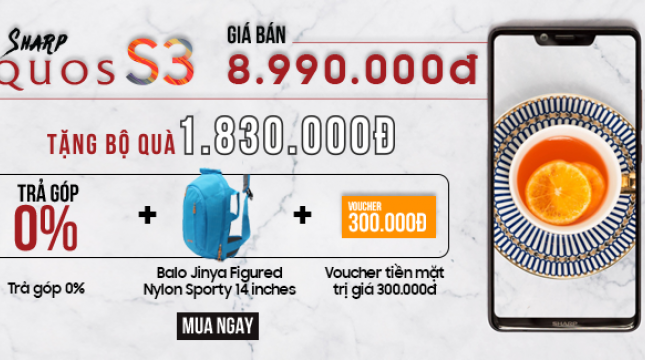 SHARP
QUOS S3
GIÁ BÁN
8.990.000đ
TẶNG BỘ QUÀ 1.830.000Đ
TRẢ GÓP
0%
+
+
VOUCHER
300.000Đ
Trả góp 0%
Balo Jinya Figured
Nylon Sporty 14 inches
Voucher tiền mặt
trị giá 300.000đ
MUA NGAY
SHARP